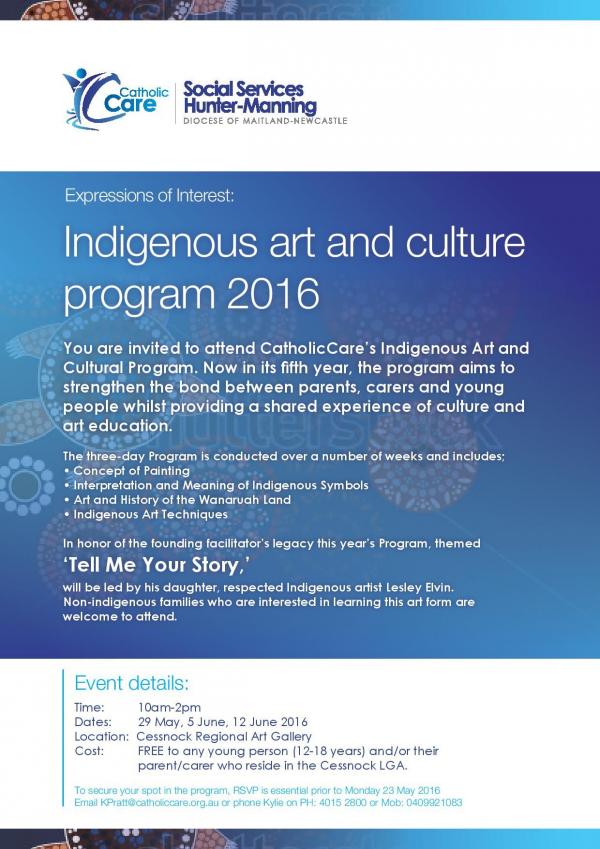 Catholic
Care
Social Services
Hunter-Manning
DIOCESE OF MAITLAND-NEWCASTLE
Expressions of Interest:
Indigenous art and culture
program 2016
You are invited to attend CatholicCare's Indigenous Art and
Cultural Program. Now in its fifth year, the program aims to
strengthen the bond between parents, carers and young
people whilst providing a shared experience of culture and
art education.
The three-day Program is conducted over a number of weeks and includes;
• Concept of Painting
• Interpretation and Meaning of Indigenous Symbols
• Art and History of the Wanaruah Land
• Indigenous Art Techniques
In honor of the founding facilitator's legacy this year's Program, themed
'Tell Me Your Story,'
will be led by his daughter, respected Indigenous artist Lesley Elvin.
Non-indigenous families who are interested in learning this art form are
welcome to attend.
Event details:
Time: 10am-2pm
Dates: 29 May, 5 June, 12 June 2016
Location: Cessnock Regional Art Gallery
Cost: FREE to any young person (12-18 years) and/or their
parent/carer who reside in the Cessnock LGA.
To secure your spot in the program, RSVP is essential prior to Monday 23 May 2016
Email KPratt@catholiccare.org.au or phone Kylie on PH: 4015 2800 or Mob: 0409921083